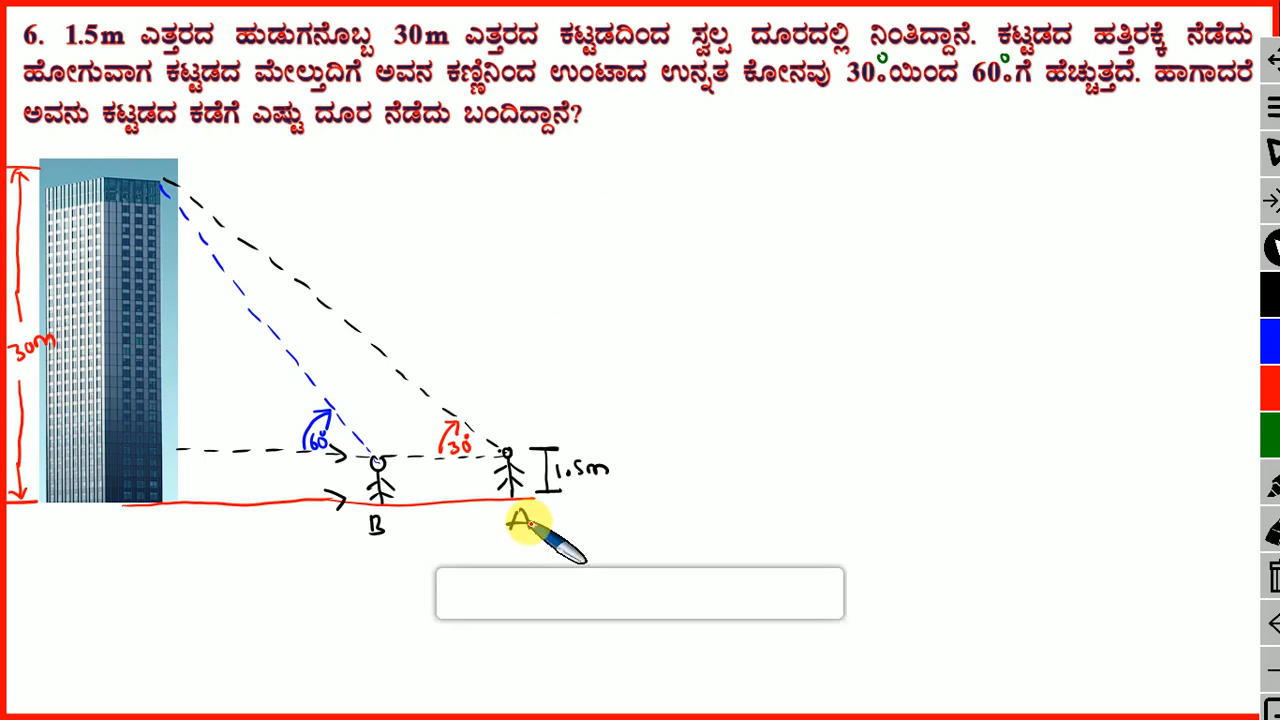 6. 1.5m ಎತ್ತರದ ಹುಡುಗನೊಬ್ಬ 30m ಎತ್ತರದ ಕಟ್ಟಡದಿಂದ ಸ್ವಲ್ಪ ದೂರದಲ್ಲಿ ನಿಂತಿದ್ದಾನೆ. ಕಟ್ಟಡದ ಹತ್ತಿರಕ್ಕೆ ನೆಡೆದು
ಹೋಗುವಾಗ ಕಟ್ಟಡದ ಮೇಲ್ತುದಿಗೆ ಅವನ ಕಣ್ಣಿನಿಂದ ಉಂಟಾದ ಉನ್ನತ ಕೋನವು 30°ಯಿಂದ 60°ಗೆ ಹೆಚ್ಚುತ್ತದೆ. ಹಾಗಾದರೆ
ಅವನು ಕಟ್ಟಡದ ಕಡೆಗೆ ಎಷ್ಟು ದೂರ ನೆಡೆದು ಬಂದಿದ್ದಾನೆ?
30m
60°
30°
1.5m
B
A